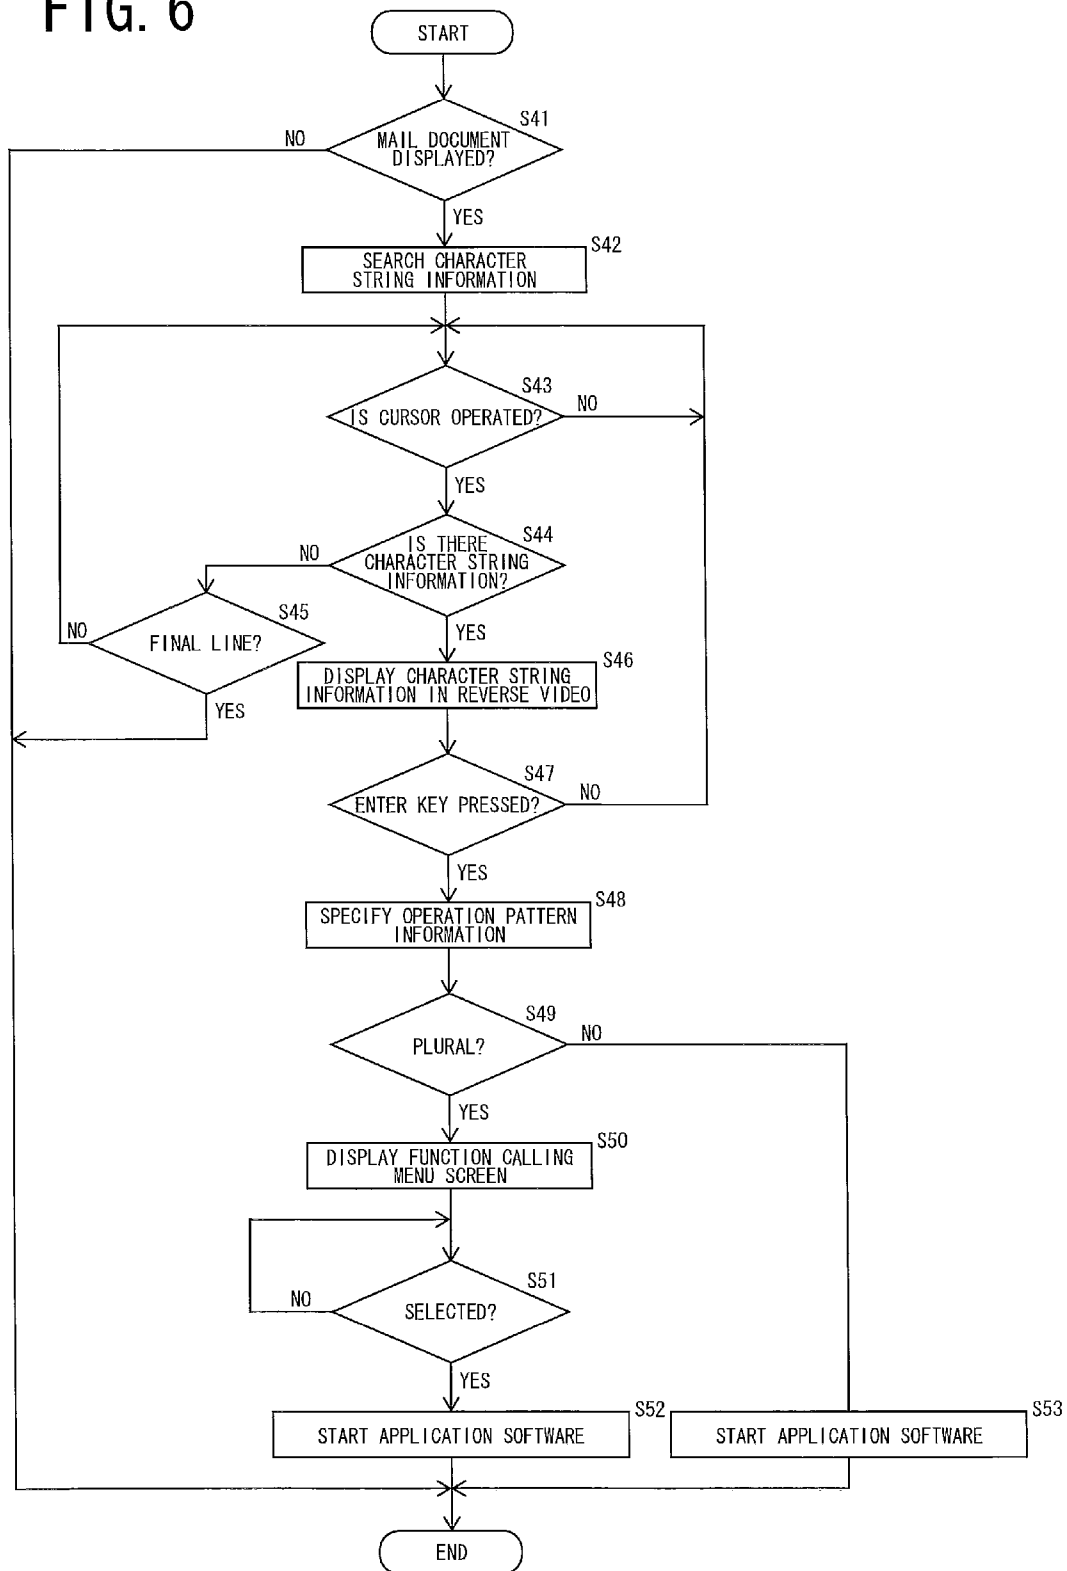 FIG. 6
START
S41
NO
MAIL DOCUMENT
DISPLAYED?
YES
S42
SEARCH CHARACTER
STRING INFORMATION
S43
NO
IS CURSOR OPERATED?
YES
S44
NO
IS THERE
CHARACTER STRING
INFORMATION?
S45
NO
FINAL LINE?
YES
YES
S46
DISPLAY CHARACTER STRING
INFORMATION IN REVERSE VIDEO
S47
ENTER KEY PRESSED?
NO
YES
S48
SPECIFY OPERATION PATTERN
INFORMATION
S49
NO
PLURAL?
YES
S50
DISPLAY FUNCTION CALLING
MENU SCREEN
S51
NO
SELECTED?
YES
S52
START APPLICATION SOFTWARE
S53
START APPLICATION SOFTWARE
END